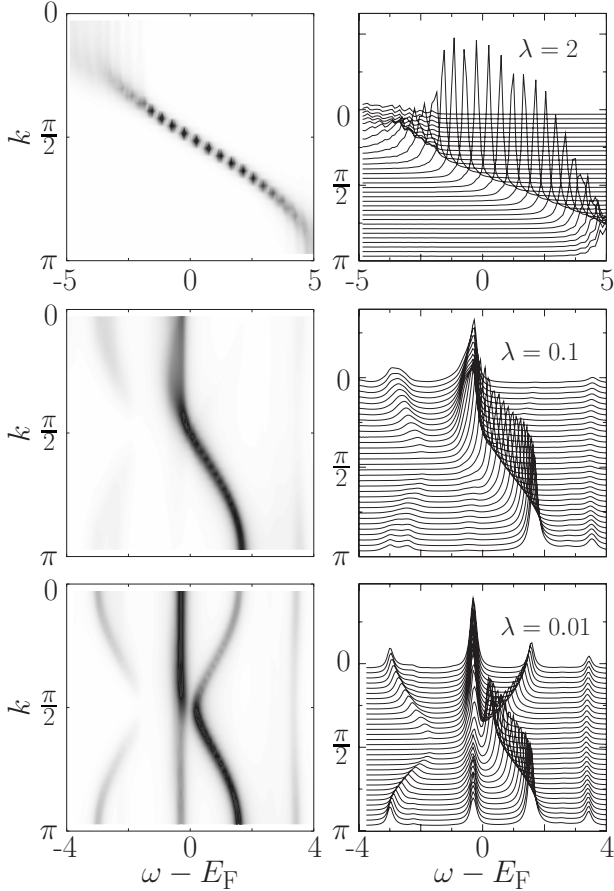 0
π/2
π
k
-5 0 5
λ = 2
0
π/2
π
-5 0 5
0
π/2
π
k
λ = 0.1
0
π/2
π
0
π/2
π
k
-4 0 4
ω − E_F
λ = 0.01
0
π/2
π
-4 0 4
ω − E_F